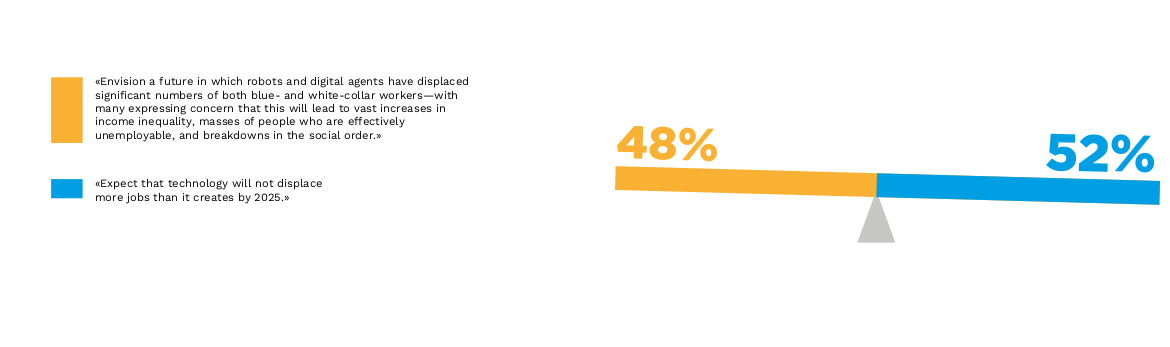 «Envision a future in which robots and digital agents have displaced
significant numbers of both blue- and white-collar workers—with
many expressing concern that this will lead to vast increases in
income inequality, masses of people who are effectively
unemployable, and breakdowns in the social order.»
«Expect that technology will not displace
more jobs than it creates by 2025.»
48%
52%